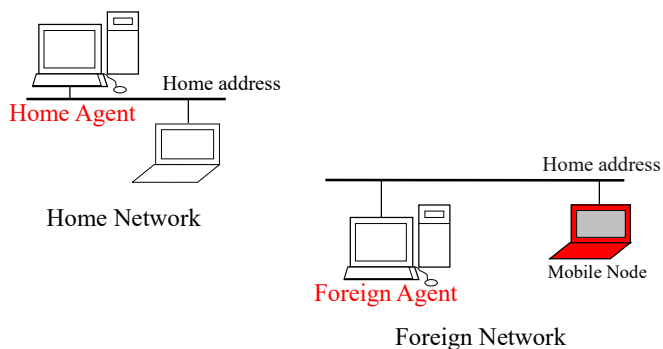 Home address
Home Agent
Home Network
Home address
Mobile Node
Foreign Agent
Foreign Network